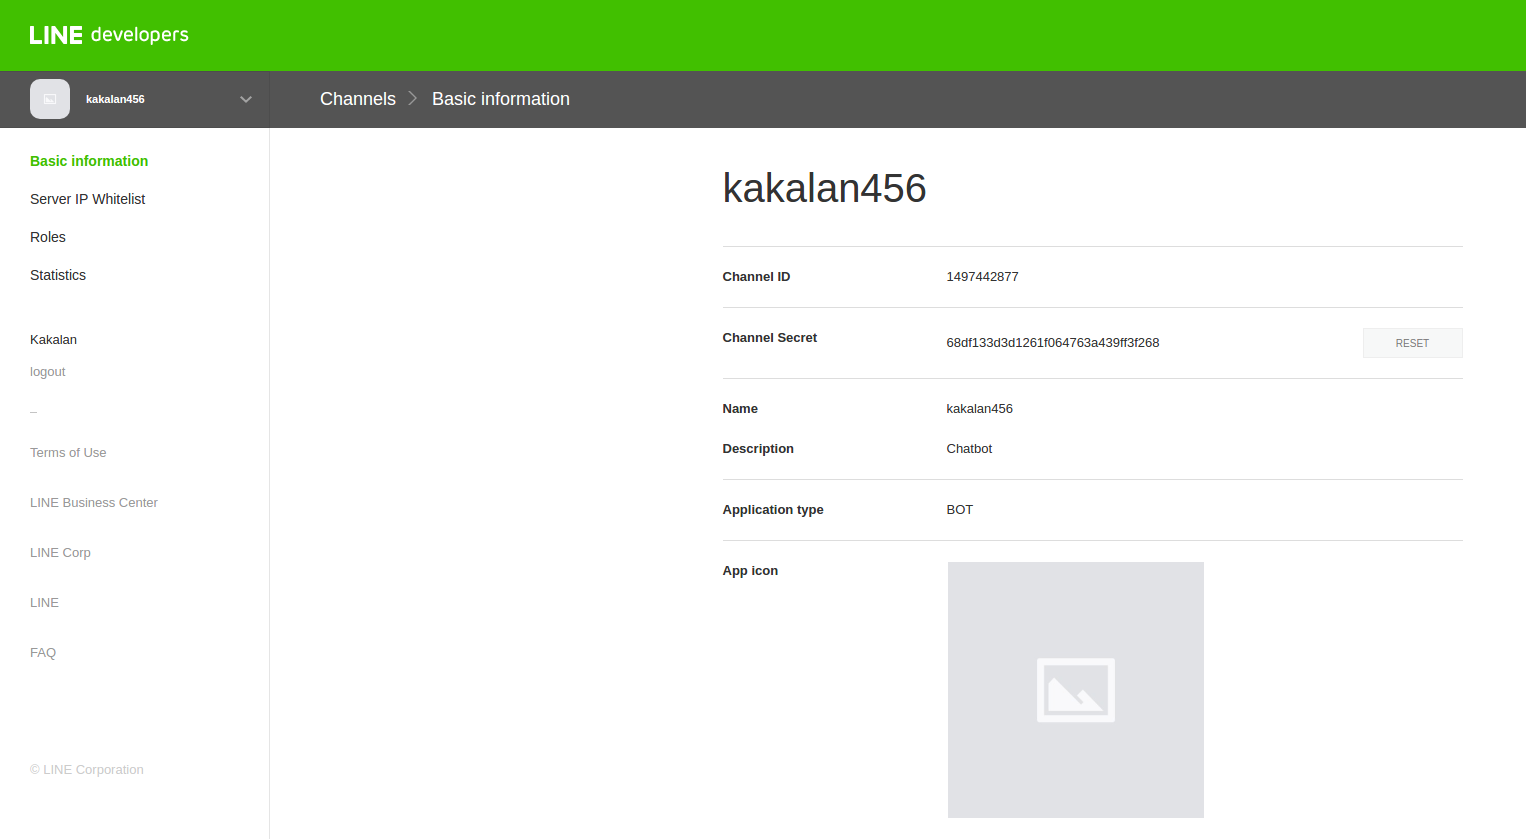 LINE developers
kakalan456
Channels
Basic information
Basic information
Server IP Whitelist
Roles
Statistics
Kakalan
logout
–
Terms of Use
LINE Business Center
LINE Corp
LINE
FAQ
© LINE Corporation
kakalan456
Channel ID 1497442877
Channel Secret 68df133d3d1261f064763a439ff3f268 RESET
Name kakalan456
Description Chatbot
Application type BOT
App icon